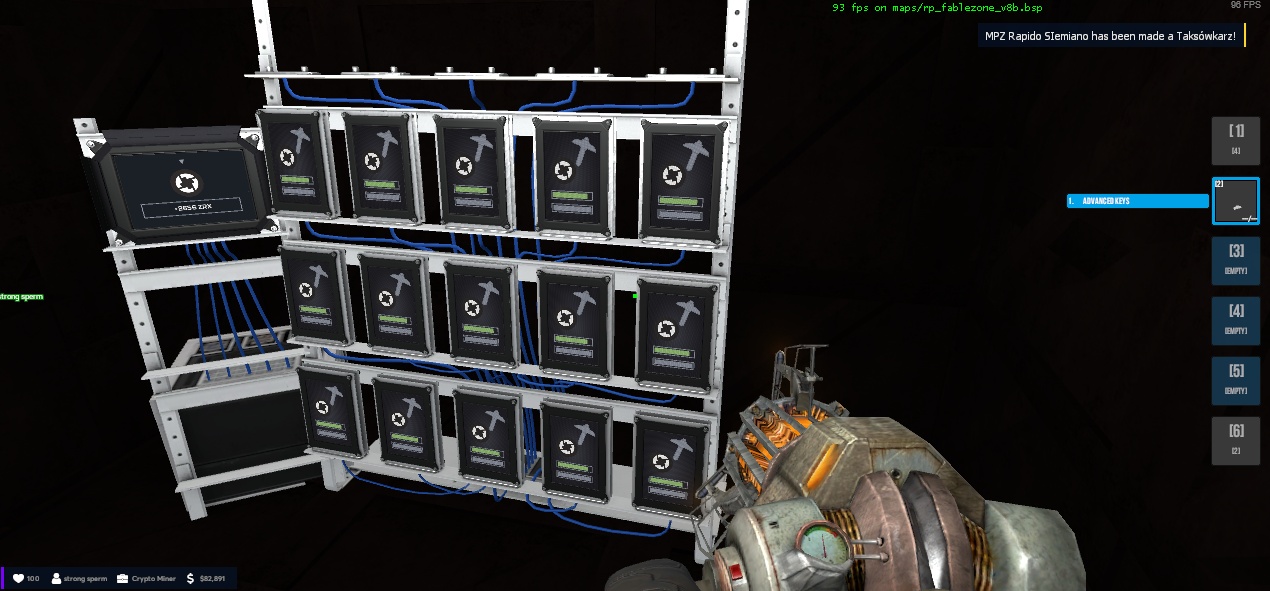 93 fps on maps/rp_fablezone_v8b.bsp
96 FPS
MPZ Rapido SIemiano has been made a Taksówkarz!
[1]
[4]
1. ADVANCED KEYS
[2]
[3]
[EMPTY]
[4]
[EMPTY]
[5]
[EMPTY]
[6]
[2]
+2656 ZRX
strong sperm
100 strong sperm Crypto Miner $ $82,891